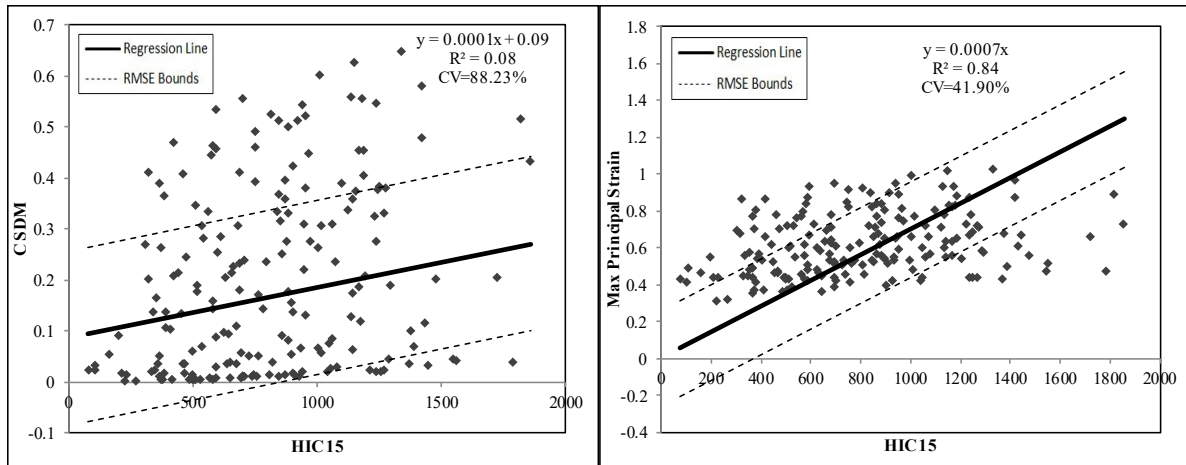 0.7
0.6
0.5
0.4
0.3
0.2
0.1
0
-0.1
CSDM
Regression Line
RMSE Bounds
y = 0.0001x + 0.09
R² = 0.08
CV=88.23%
0 500 1000 1500 2000
HIC15
1.8
1.6
1.4
1.2
1
0.8
0.6
0.4
0.2
0
-0.2
-0.4
Max Principal Strain
Regression Line
RMSE Bounds
y = 0.0007x
R² = 0.84
CV=41.90%
0 200 400 600 800 1000 1200 1400 1600 1800 2000
HIC15